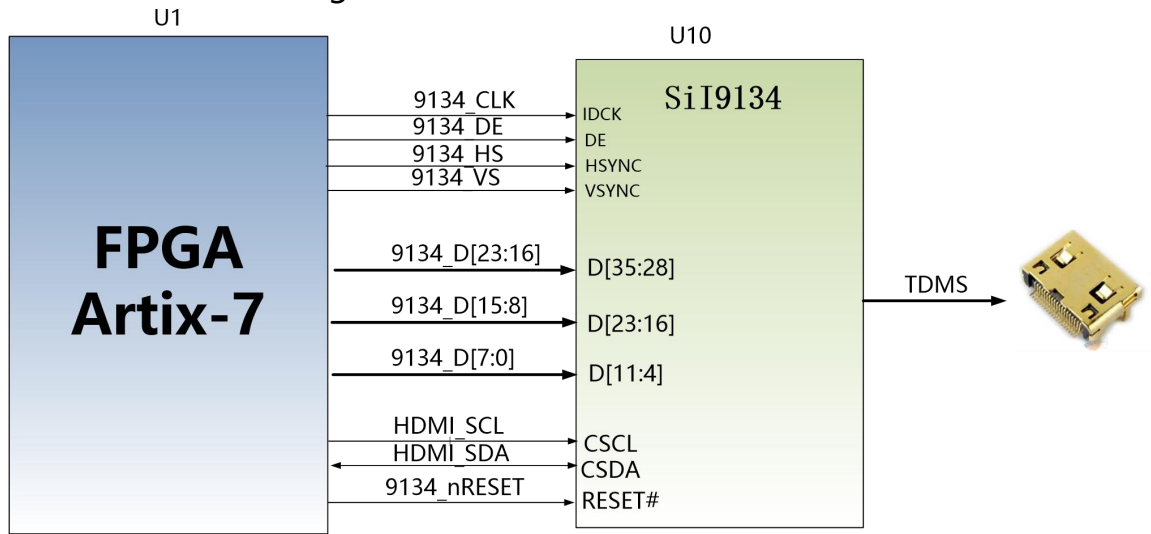 U1
U10
FPGA
Artix-7
SiI9134
9134_CLK
IDCK
9134_DE
DE
9134_HS
HSYNC
9134_VS
VSYNC
9134_D[23:16]
D[35:28]
9134_D[15:8]
D[23:16]
9134_D[7:0]
D[11:4]
HDMI_SCL
CSCL
HDMI_SDA
CSDA
9134_nRESET
RESET#
TDMS